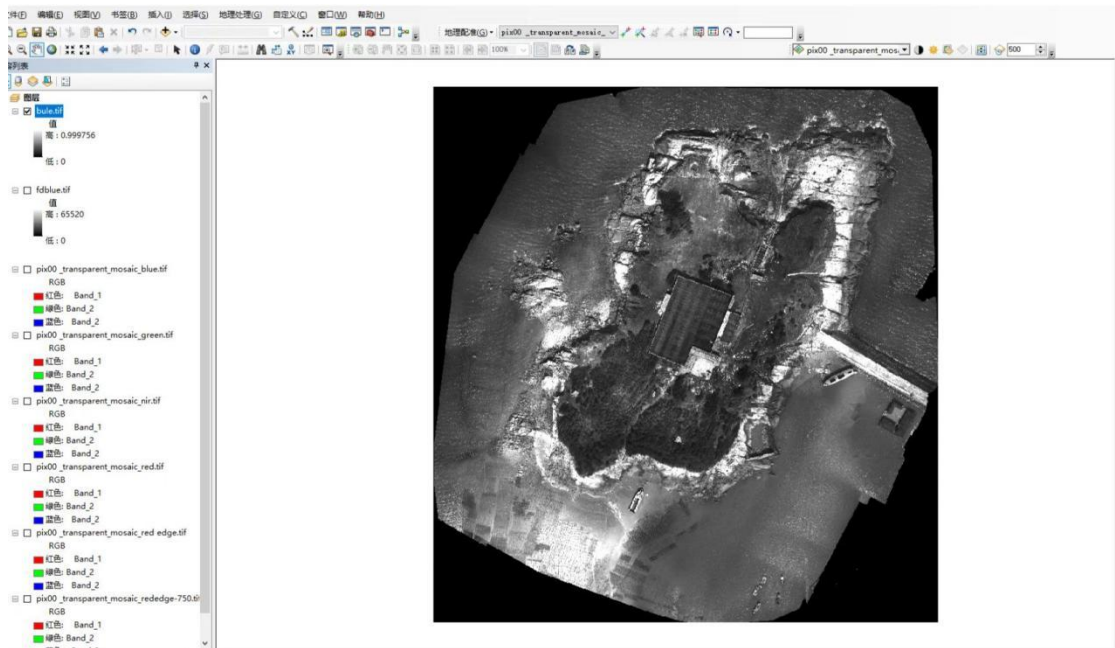 文件(F) 编辑(E) 视图(V) 书签(B) 插入(I) 选择(S) 地理处理(G) 自定义(C) 窗口(W) 帮助(H)
地理配准(G) pix00 _transparent_mosaic_
100% pix00 _transparent_mos 500
图层
bule.tif
值
高 : 0.999756
低 : 0
fdblue.tif
值
高 : 65520
低 : 0
pix00 _transparent_mosaic_blue.tif
RGB
红色: Band_1
绿色: Band_2
蓝色: Band_2
pix00 _transparent_mosaic_green.tif
RGB
红色: Band_1
绿色: Band_2
蓝色: Band_2
pix00 _transparent_mosaic_nir.tif
RGB
红色: Band_1
绿色: Band_2
蓝色: Band_2
pix00 _transparent_mosaic_red.tif
RGB
红色: Band_1
绿色: Band_2
蓝色: Band_2
pix00 _transparent_mosaic_red edge.tif
RGB
红色: Band_1
绿色: Band_2
蓝色: Band_2
pix00 _transparent_mosaic_rededge-750.tif
RGB
红色: Band_1
绿色: Band_2